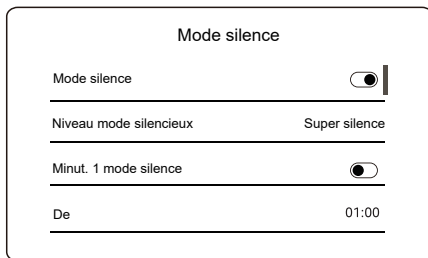 Mode silence
Mode silence
Niveau mode silencieux Super silence
Minut. 1 mode silence
De 01:00